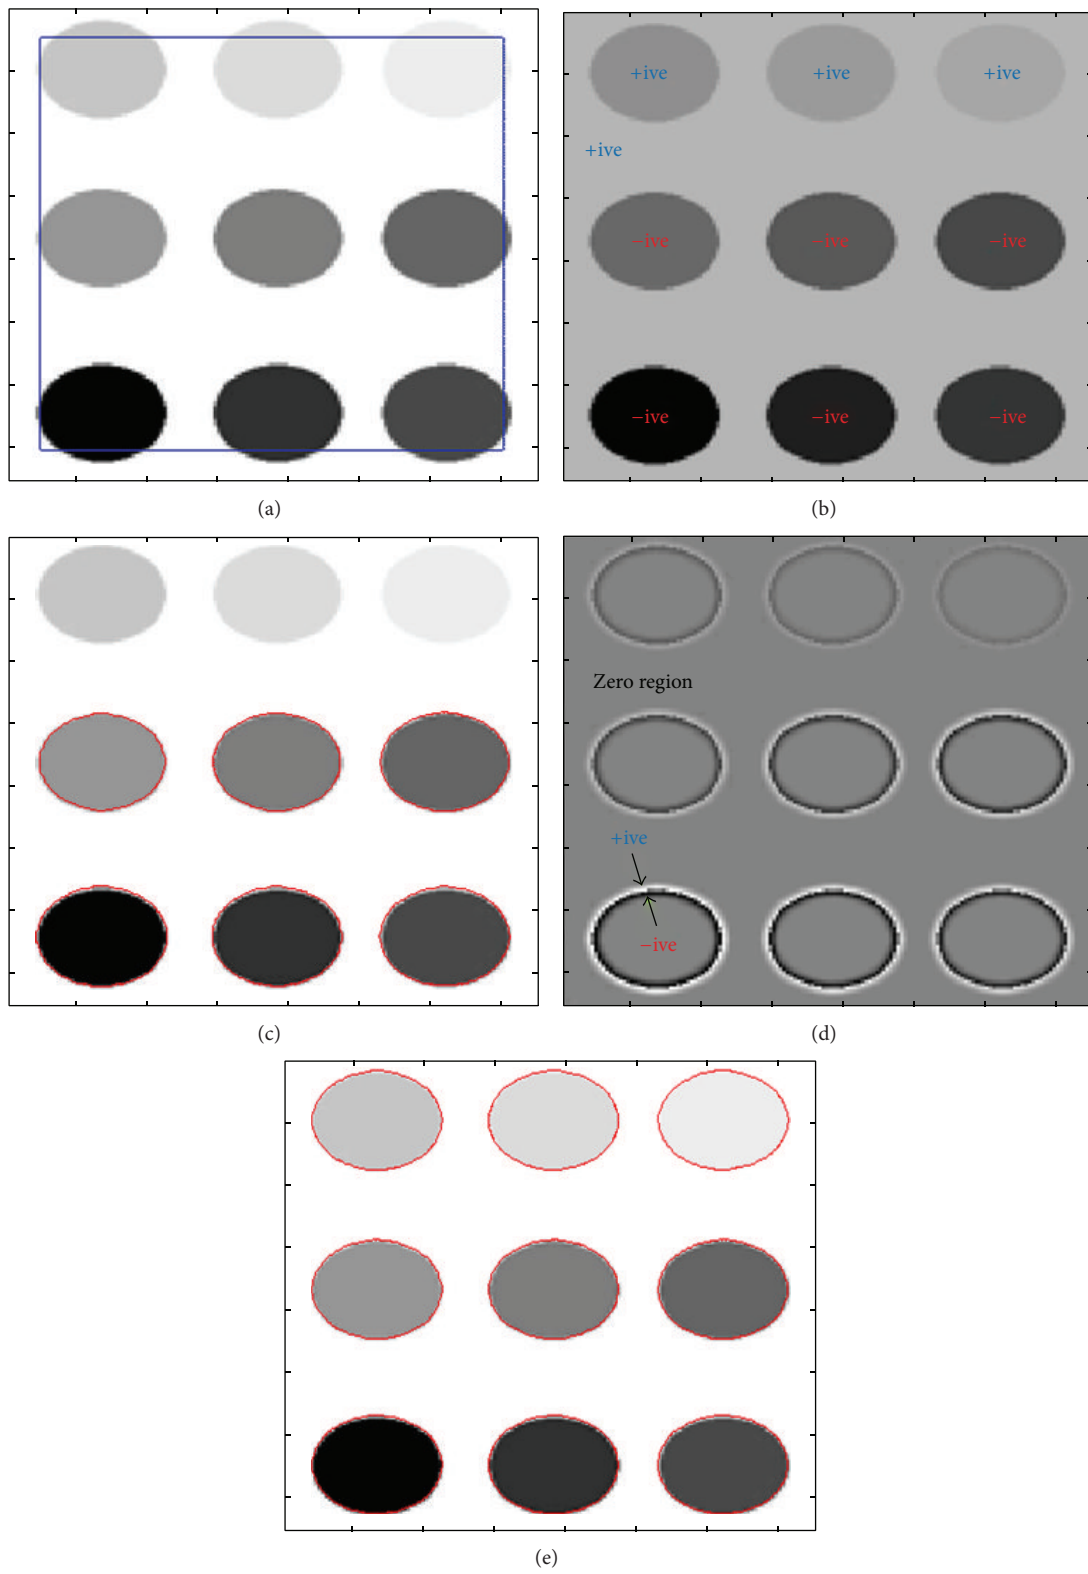 +ive +ive +ive
+ive
−ive −ive −ive
−ive −ive −ive
(a) (b)
Zero region
+ive
−ive
(c) (d)
(e)